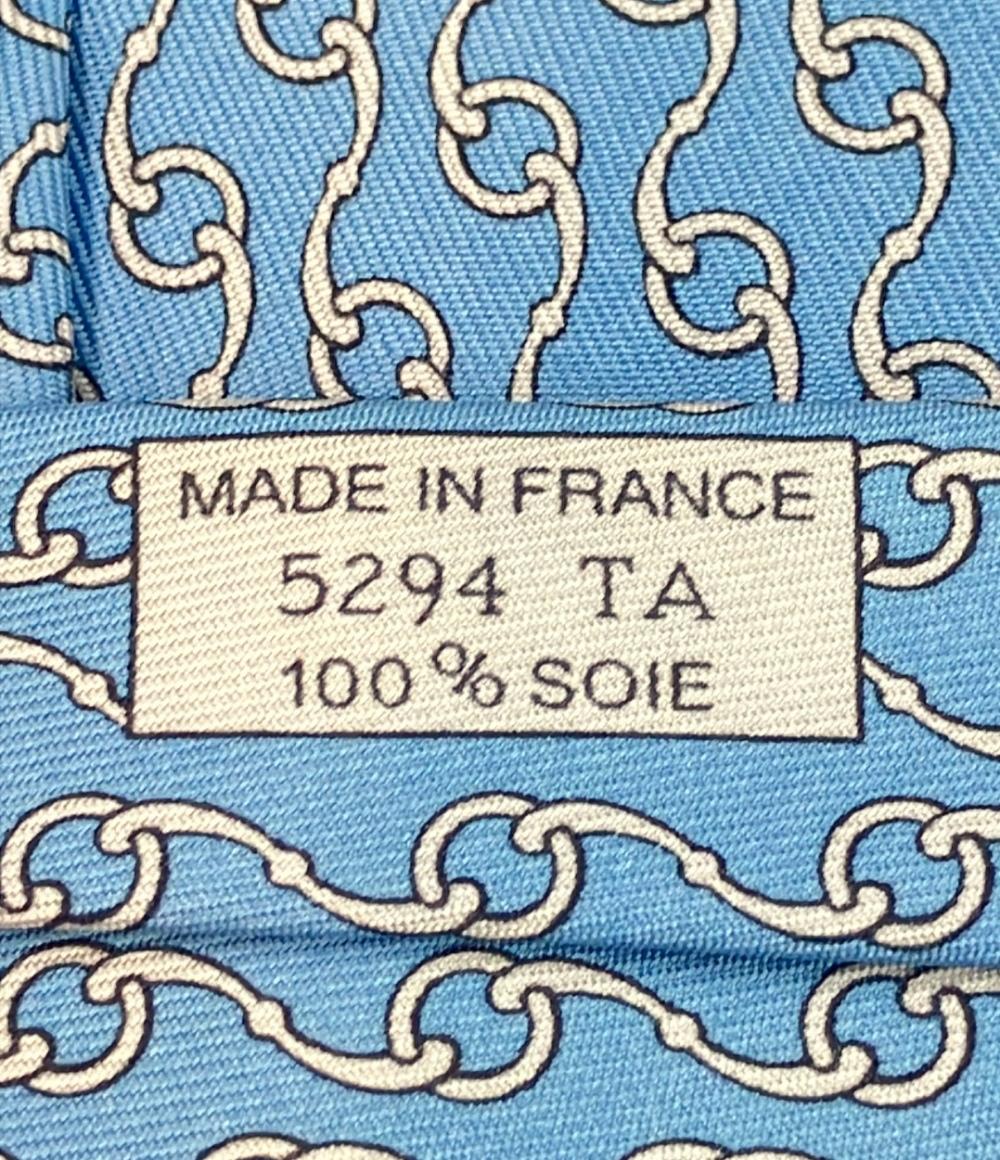 MADE IN FRANCE
5294 TA
100% SOIE